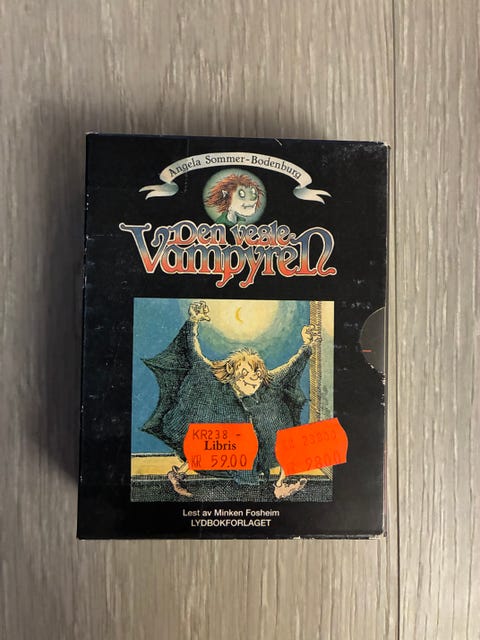 Angela Sommer-Bodenburg
Den vesle
Vampyren
KR238 -
Libris
KR 59.00
Lest av Minken Fosheim
LYDBOKFORLAGET